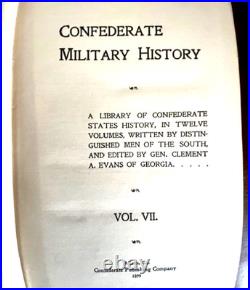 CONFEDERATE
MILITARY HISTORY
A LIBRARY OF CONFEDERATE
STATES HISTORY, IN TWELVE
VOLUMES, WRITTEN BY DISTIN-
GUISHED MEN OF THE SOUTH,
AND EDITED BY GEN. CLEMENT
A. EVANS OF GEORGIA. . . . . .
VOL. VII.
Confederate Publishing Company
1899